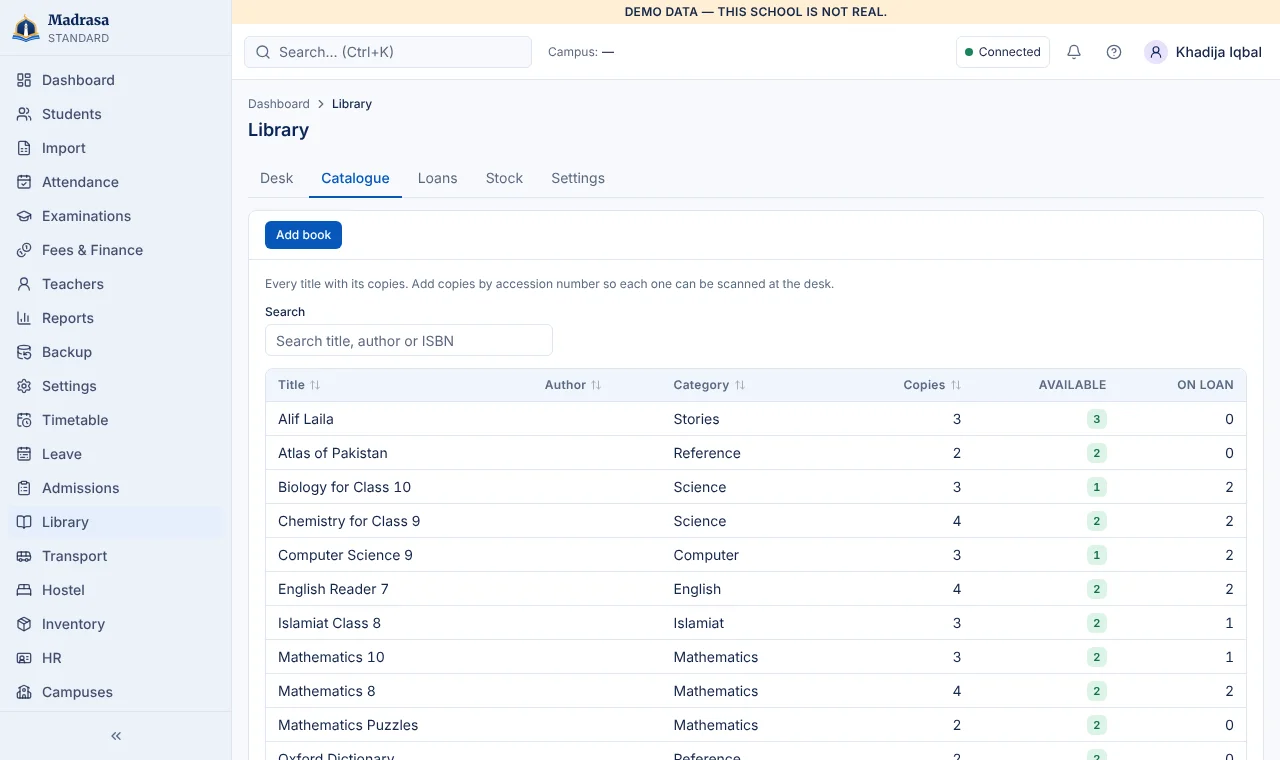 DEMO DATA — THIS SCHOOL IS NOT REAL.
Madrasa
STANDARD
Search... (Ctrl+K)
Campus: —
Connected
Khadija Iqbal
Dashboard
Students
Import
Attendance
Examinations
Fees & Finance
Teachers
Reports
Backup
Settings
Timetable
Leave
Admissions
Library
Transport
Hostel
Inventory
HR
Campuses
Dashboard > Library
Library
Desk Catalogue Loans Stock Settings
Add book
Every title with its copies. Add copies by accession number so each one can be scanned at the desk.
Search
Search title, author or ISBN
Title Author Category Copies AVAILABLE ON LOAN
Alif Laila Stories 3 3 0
Atlas of Pakistan Reference 2 2 0
Biology for Class 10 Science 3 1 2
Chemistry for Class 9 Science 4 2 2
Computer Science 9 Computer 3 1 2
English Reader 7 English 4 2 2
Islamiat Class 8 Islamiat 3 2 1
Mathematics 10 Mathematics 3 2 1
Mathematics 8 Mathematics 4 2 2
Mathematics Puzzles Mathematics 2 2 0
Oxford Dictionary Reference 2 2 0